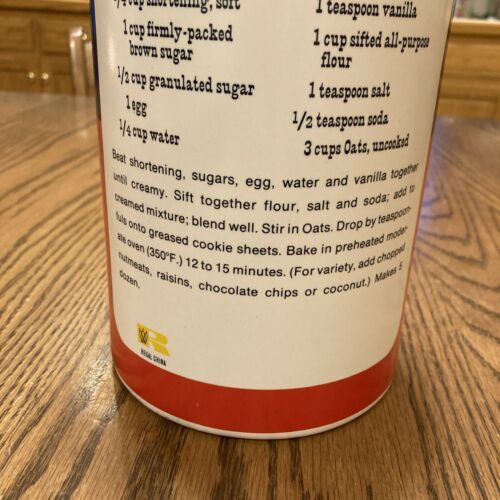 3/4 cup shortening, soft
1 cup firmly-packed
brown sugar
1/2 cup granulated sugar
1 egg
1/4 cup water
1 teaspoon vanilla
1 cup sifted all-purpose
flour
1 teaspoon salt
1/2 teaspoon soda
3 cups Oats, uncooked
Beat shortening, sugars, egg, water and vanilla together
until creamy. Sift together flour, salt and soda; add to
creamed mixture; blend well. Stir in Oats. Drop by teaspoon-
fuls onto greased cookie sheets. Bake in preheated moder-
ate oven (350°F.) 12 to 15 minutes. (For variety, add chopped
nutmeats, raisins, chocolate chips or coconut.) Makes 5
dozen.
R
REGAL CHINA